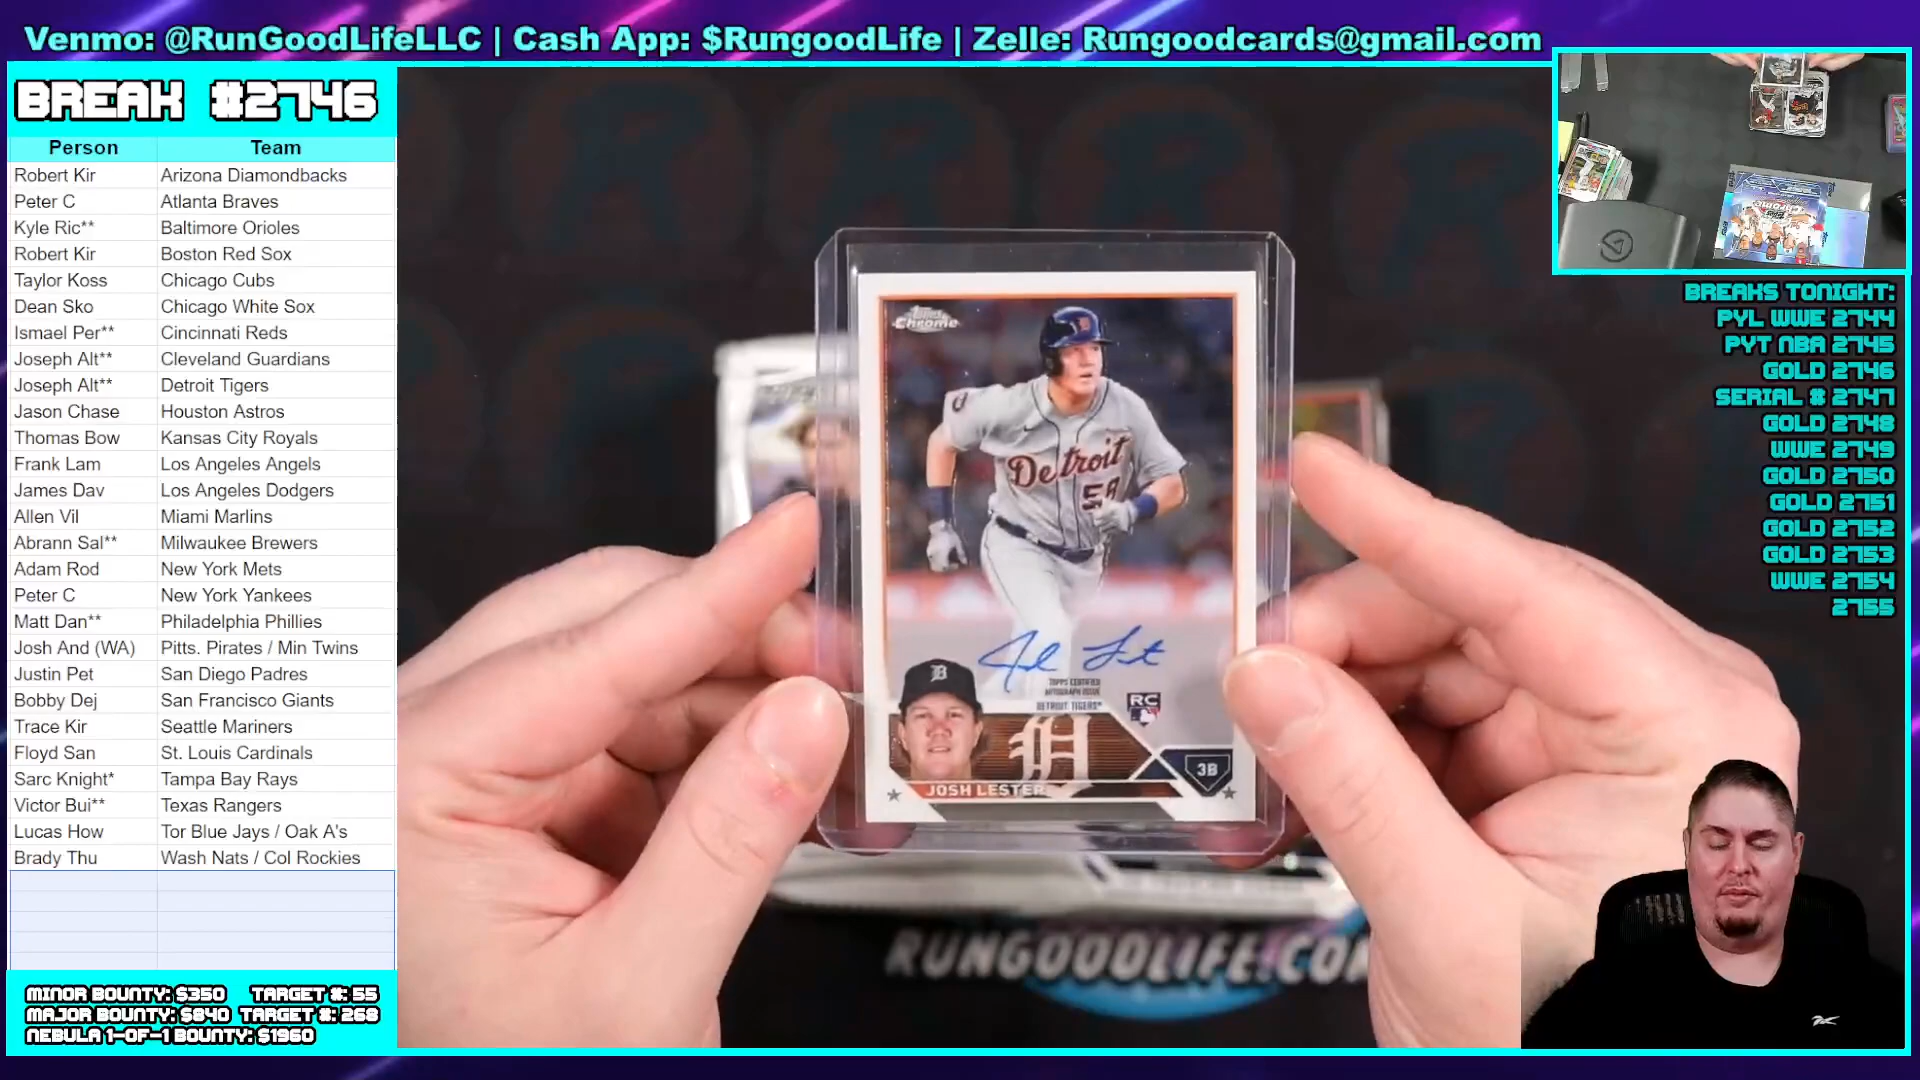 Venmo: @RunGoodLifeLLC | Cash App: $RungoodLife | Zelle: Rungoodcards@gmail.com
BREAK #2746
Person Team
Robert Kir Arizona Diamondbacks
Peter C Atlanta Braves
Kyle Ric** Baltimore Orioles
Robert Kir Boston Red Sox
Taylor Koss Chicago Cubs
Dean Sko Chicago White Sox
Ismael Per** Cincinnati Reds
Joseph Alt** Cleveland Guardians
Joseph Alt** Detroit Tigers
Jason Chase Houston Astros
Thomas Bow Kansas City Royals
Frank Lam Los Angeles Angels
James Dav Los Angeles Dodgers
Allen Vil Miami Marlins
Abrann Sal** Milwaukee Brewers
Adam Rod New York Mets
Peter C New York Yankees
Matt Dan** Philadelphia Phillies
Josh And (WA) Pitts. Pirates / Min Twins
Justin Pet San Diego Padres
Bobby Dej San Francisco Giants
Trace Kir Seattle Mariners
Floyd San St. Louis Cardinals
Sarc Knight* Tampa Bay Rays
Victor Bui** Texas Rangers
Lucas How Tor Blue Jays / Oak A's
Brady Thu Wash Nats / Col Rockies
MINOR BOUNTY: $350 TARGET #: 55
MAJOR BOUNTY: $840 TARGET #: 268
NEBULA 1-OF-1 BOUNTY: $1960
Topps
Chrome
Detroit
58
TOPPS CERTIFIED
AUTOGRAPH ISSUE
DETROIT TIGERS
RC
3B
JOSH LESTER
RUNGOODLIFE.COM
BREAKS TONIGHT:
PYL WWE 2744
PYT NBA 2745
GOLD 2746
SERIAL # 2747
GOLD 2748
WWE 2749
GOLD 2750
GOLD 2751
GOLD 2752
GOLD 2753
WWE 2754
2755